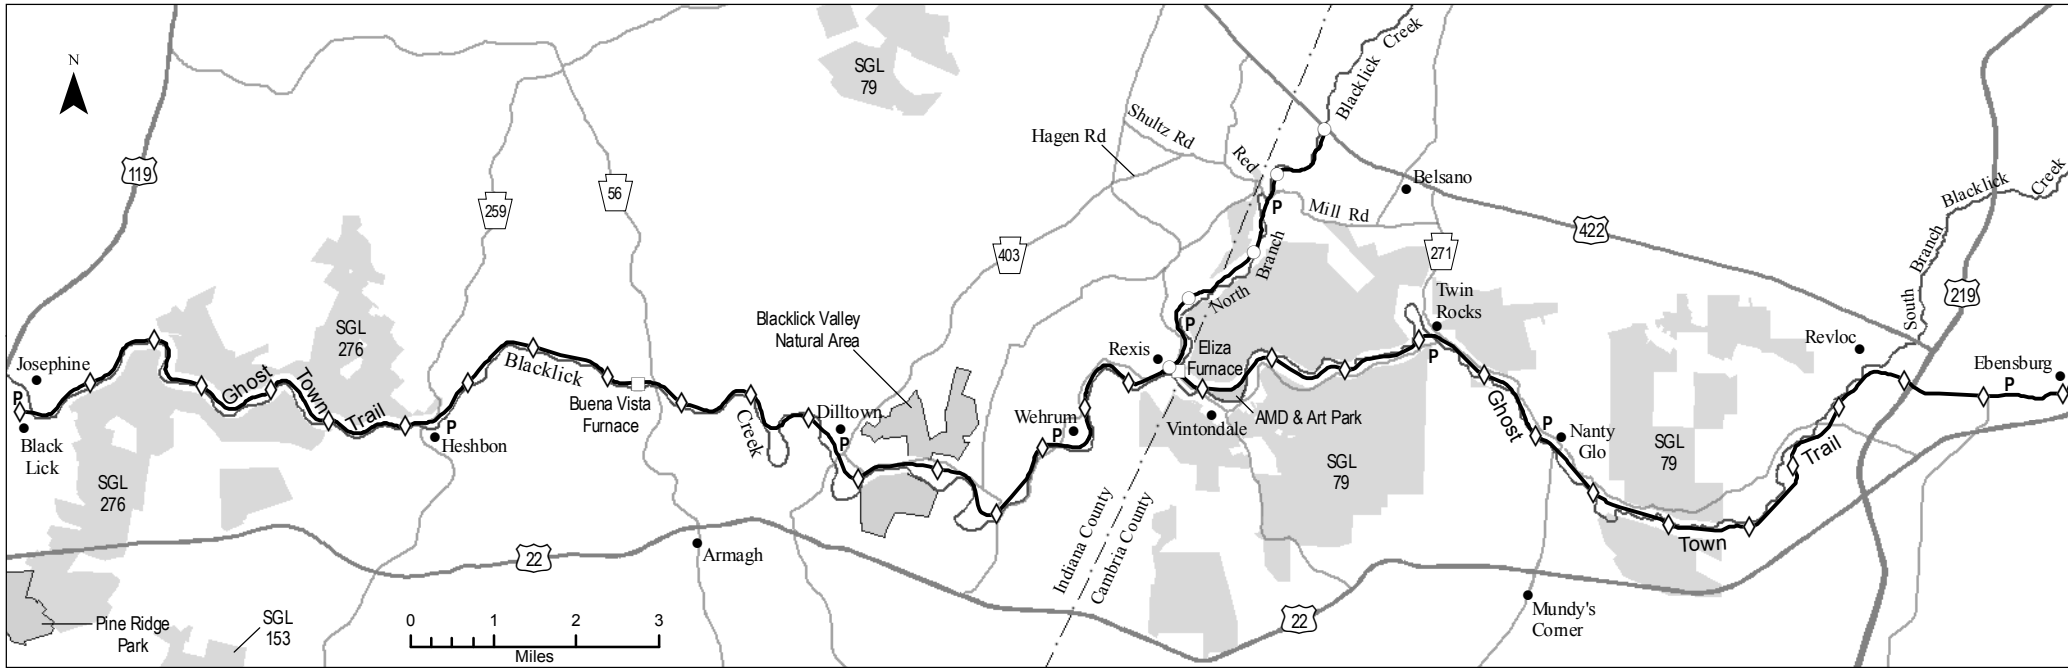 N
119
259
56
403
422
271
219
22
22
SGL
79
Hagen Rd
Shultz Rd
Red
Mill Rd
Blacklick Creek
Belsano
Blacklick Creek
South Branch
North Branch
Twin
Rocks
Revloc
Ebensburg
P
Josephine
P
Black
Lick
SGL
276
SGL
276
Ghost Town Trail
P
Heshbon
Blacklick Creek
Buena Vista
Furnace
Blacklick Valley
Natural Area
Dilltown
P
Wehrum
P
Rexis
P
P
Eliza
Furnace
Vintondale
AMD & Art Park
SGL
79
P
Ghost
P
Nanty
Glo
SGL
79
Town
Trail
Indiana County
Cambria County
Armagh
Mundy's
Corner
Pine Ridge
Park
SGL
153
0 1 2 3
Miles